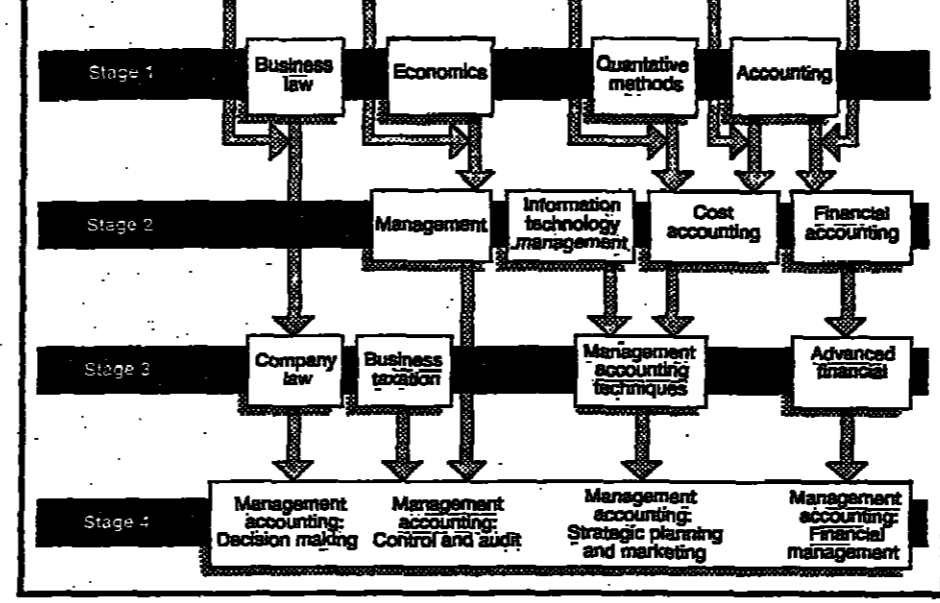 Stage 1
Business
law
Economics
Quantative
methods
Accounting
Stage 2
Management
Information
technology
management
Cost
accounting
Financial
accounting
Stage 3
Company
law
Business
taxation
Management
accounting
techniques
Advanced
financial
Stage 4
Management
accounting:
Decision making
Management
accounting:
Control and audit
Management
accounting:
Strategic planning
and marketing
Management
accounting:
Financial
management